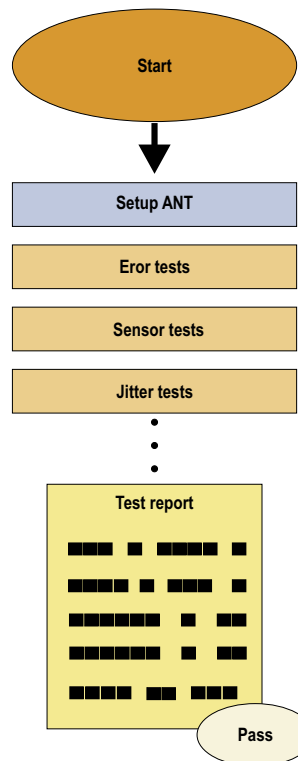 Start
Setup ANT
Eror tests
Sensor tests
Jitter tests
Test report
Pass